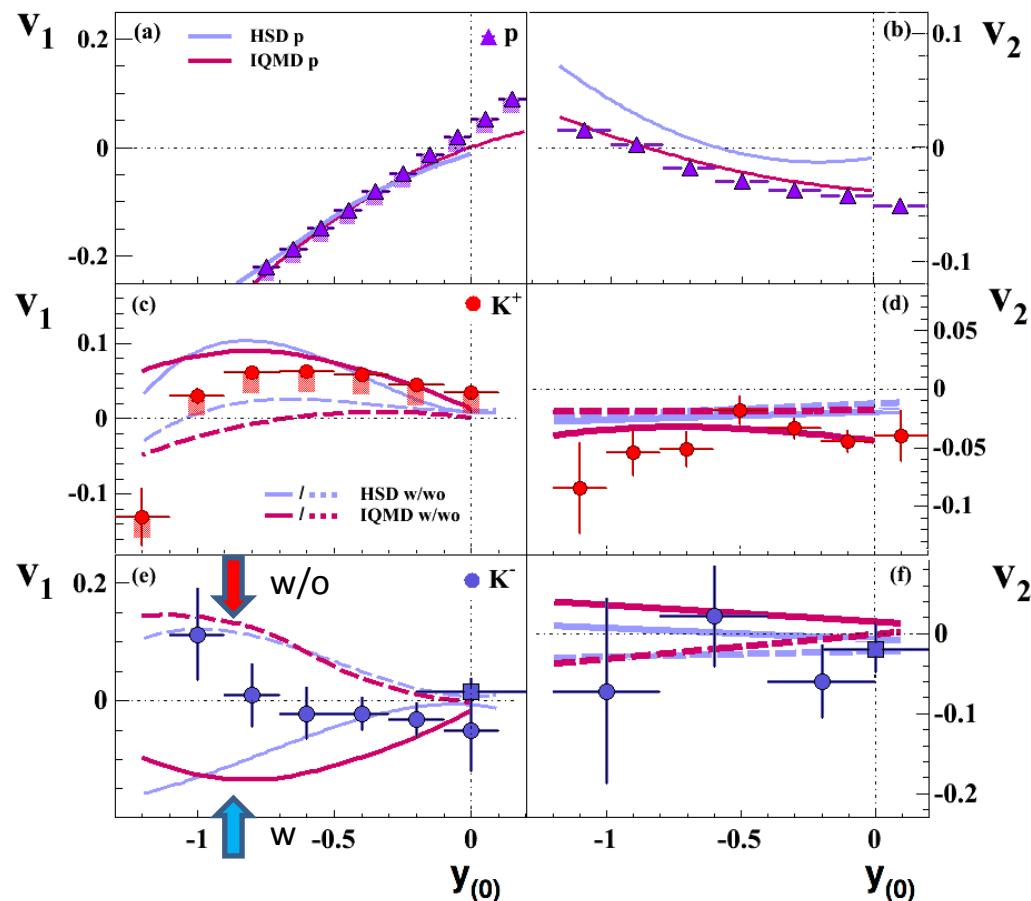 v1
0.2
0
-0.2
(a)
HSD p
IQMD p
p
(b)
0.1
v2
0
-0.1
v1
0.1
0
-0.1
(c)
K+
HSD w/wo
IQMD w/wo
(d)
v2
0.05
0
-0.05
-0.1
v1
0.2
0
(e)
w/o
K-
w
(f)
v2
0
-0.1
-0.2
-1
-0.5
0
y(0)
-1
-0.5
0
y(0)